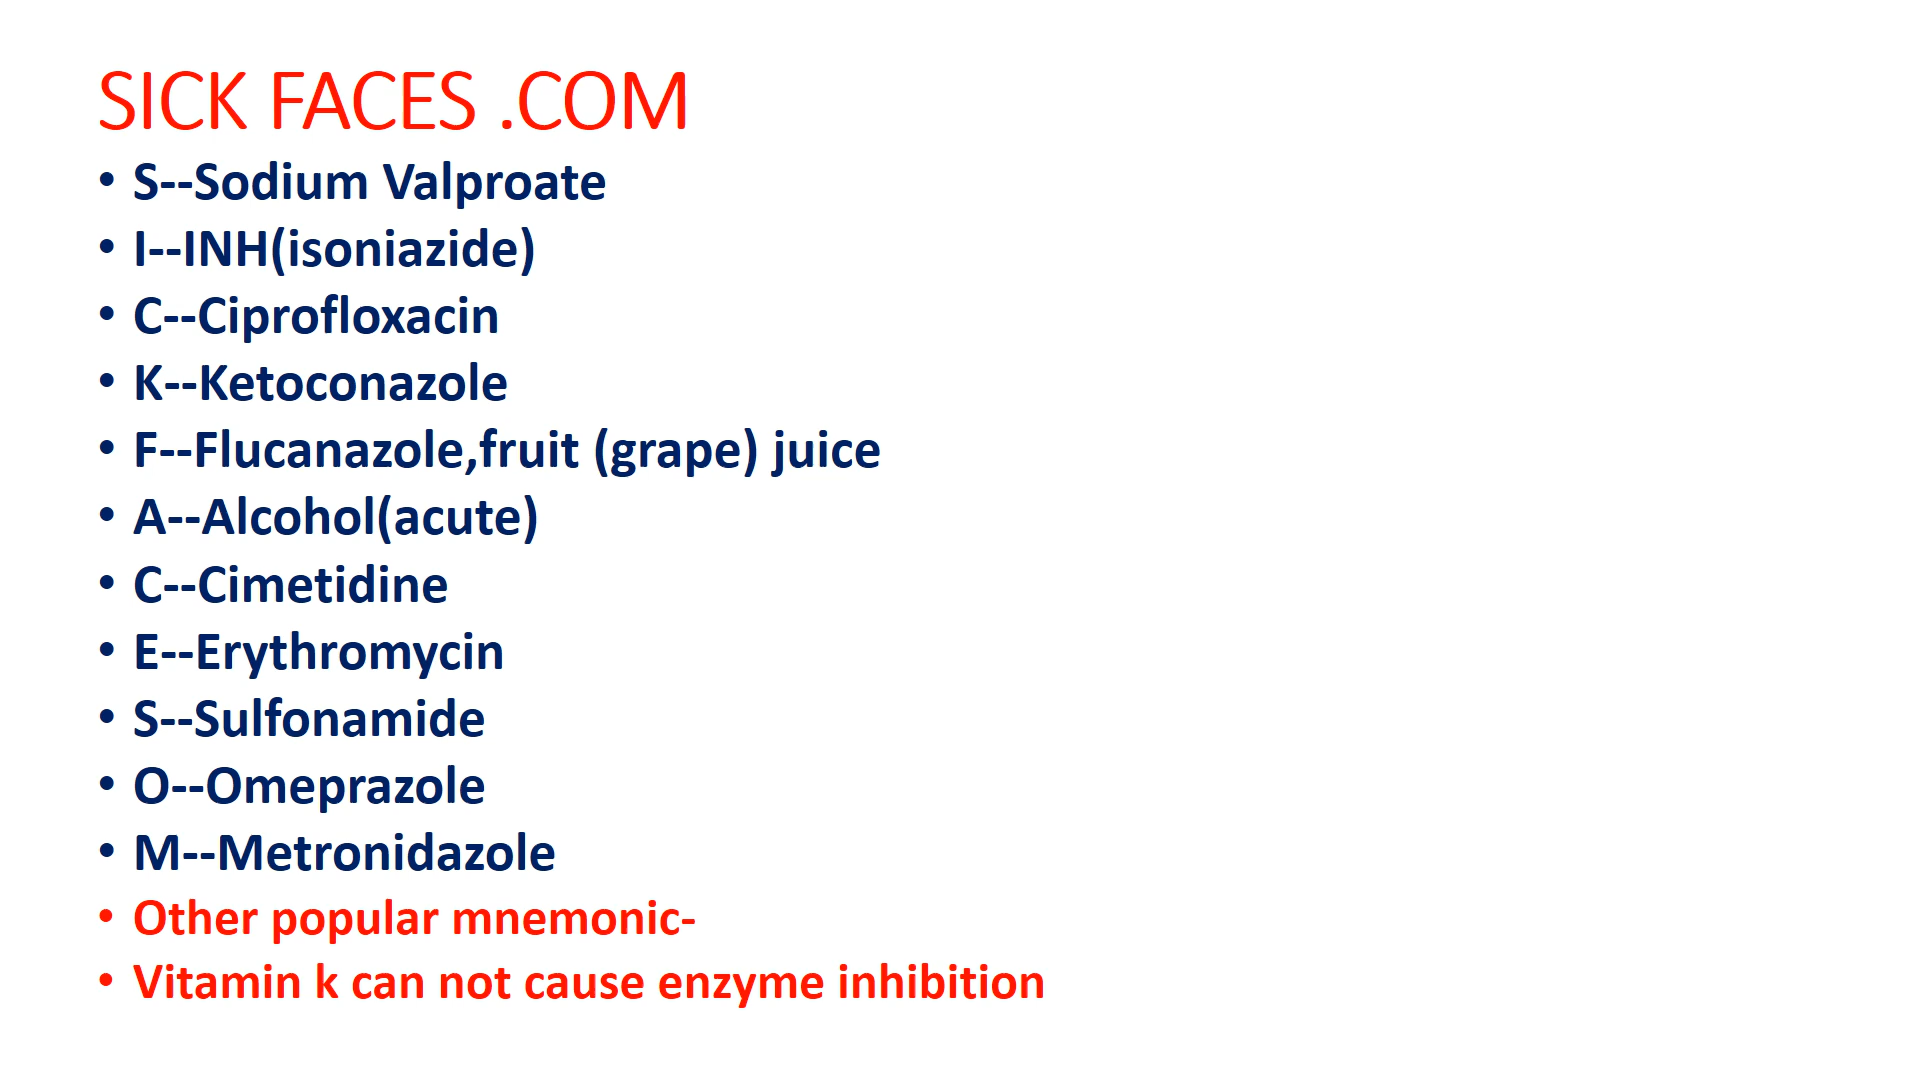 SICK FACES .COM
• S--Sodium Valproate
• I--INH(isoniazide)
• C--Ciprofloxacin
• K--Ketoconazole
• F--Flucanazole,fruit (grape) juice
• A--Alcohol(acute)
• C--Cimetidine
• E--Erythromycin
• S--Sulfonamide
• O--Omeprazole
• M--Metronidazole
• Other popular mnemonic-
• Vitamin k can not cause enzyme inhibition